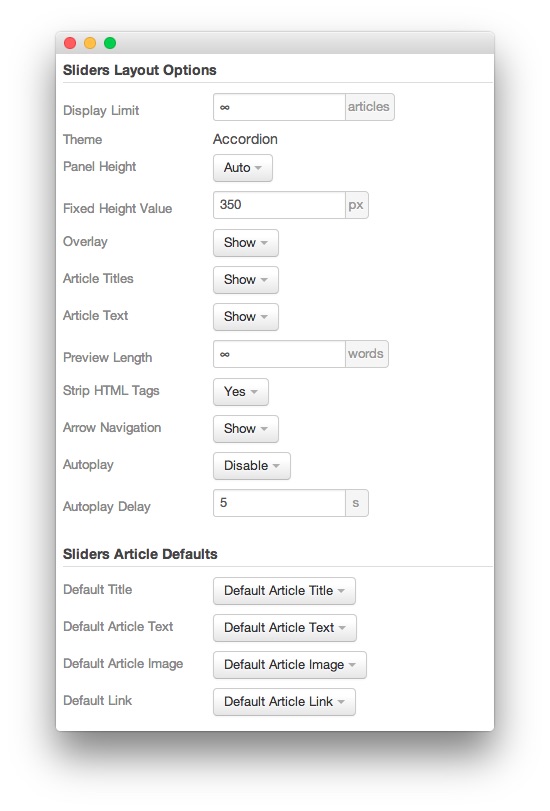 Sliders Layout Options
Display Limit ∞ articles
Theme Accordion
Panel Height Auto
Fixed Height Value 350 px
Overlay Show
Article Titles Show
Article Text Show
Preview Length ∞ words
Strip HTML Tags Yes
Arrow Navigation Show
Autoplay Disable
Autoplay Delay 5 s
Sliders Article Defaults
Default Title Default Article Title
Default Article Text Default Article Text
Default Article Image Default Article Image
Default Link Default Article Link